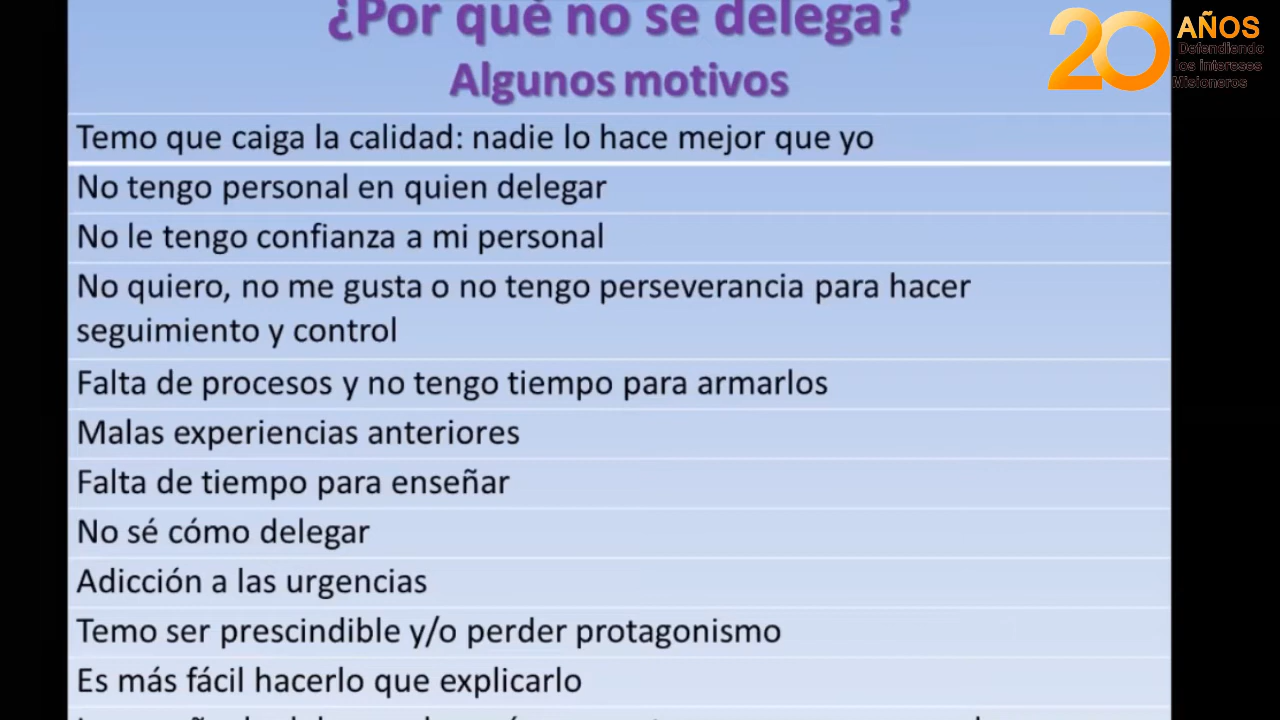 ¿Por qué no se delega?
Algunos motivos
20 AÑOS
Defendiendo
los intereses
Misioneros
Temo que caiga la calidad: nadie lo hace mejor que yo
No tengo personal en quien delegar
No le tengo confianza a mi personal
No quiero, no me gusta o no tengo perseverancia para hacer
seguimiento y control
Falta de procesos y no tengo tiempo para armarlos
Malas experiencias anteriores
Falta de tiempo para enseñar
No sé cómo delegar
Adicción a las urgencias
Temo ser prescindible y/o perder protagonismo
Es más fácil hacerlo que explicarlo